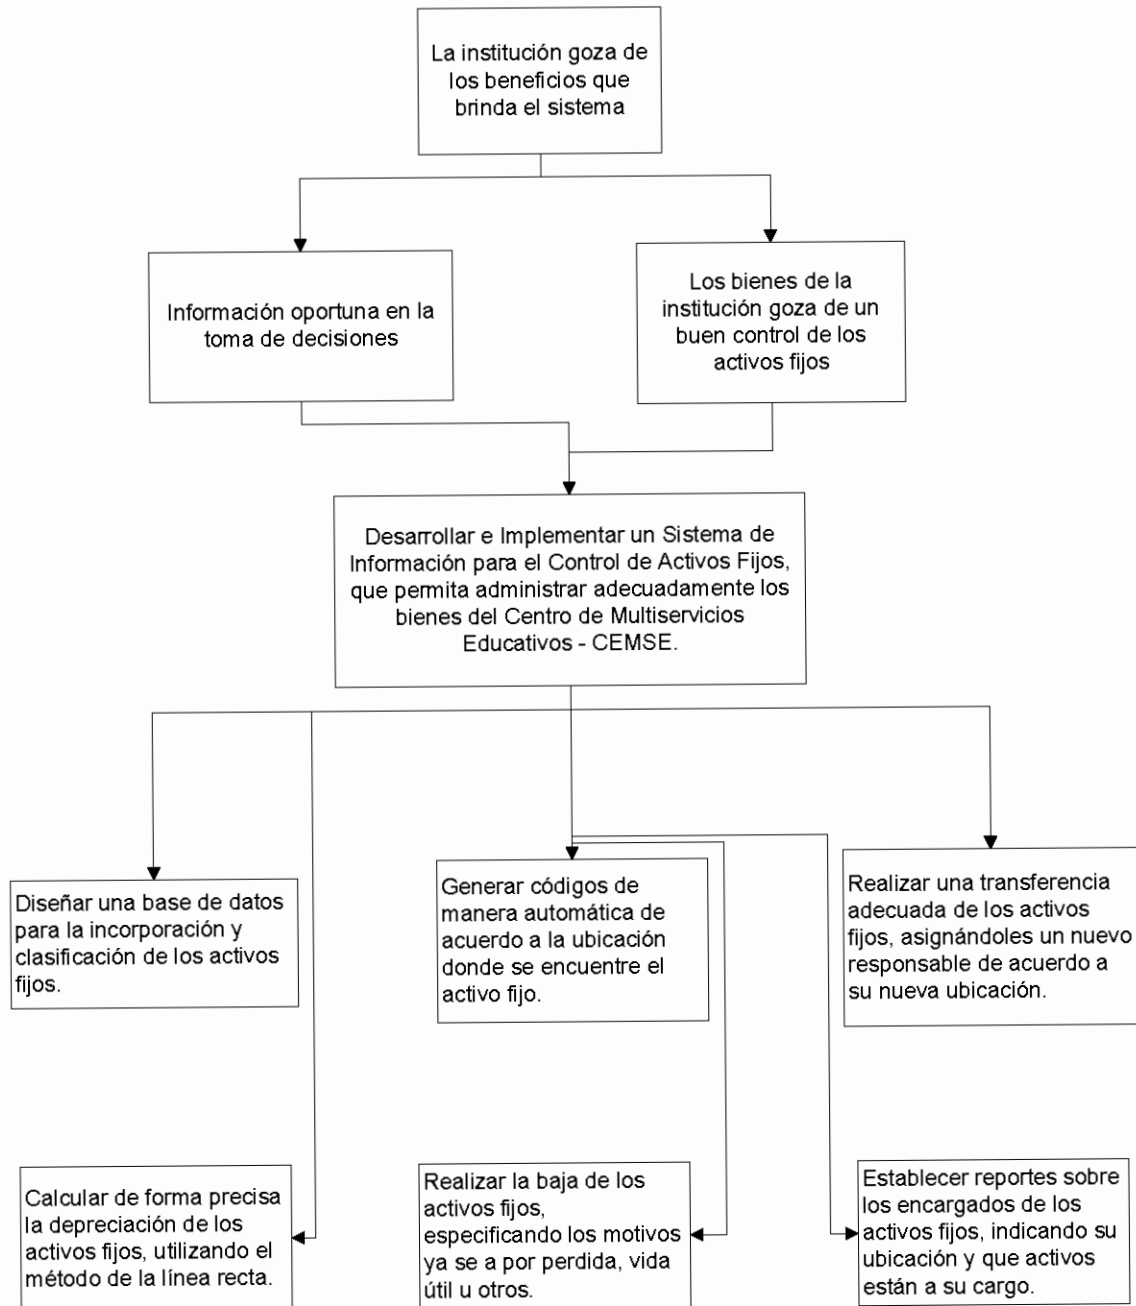 La institución goza de
los beneficios que
brinda el sistema
Información oportuna en la
toma de decisiones
Los bienes de la
institución goza de un
buen control de los
activos fijos
Desarrollar e Implementar un Sistema de
Información para el Control de Activos Fijos,
que permita administrar adecuadamente los
bienes del Centro de Multiservicios
Educativos - CEMSE.
Diseñar una base de datos
para la incorporación y
clasificación de los activos
fijos.
Generar códigos de
manera automática de
acuerdo a la ubicación
donde se encuentre el
activo fijo.
Realizar una transferencia
adecuada de los activos
fijos, asignándoles un nuevo
responsable de acuerdo a
su nueva ubicación.
Calcular de forma precisa
la depreciación de los
activos fijos, utilizando el
método de la línea recta.
Realizar la baja de los
activos fijos,
especificando los motivos
ya se a por perdida, vida
útil u otros.
Establecer reportes sobre
los encargados de los
activos fijos, indicando su
ubicación y que activos
están a su cargo.